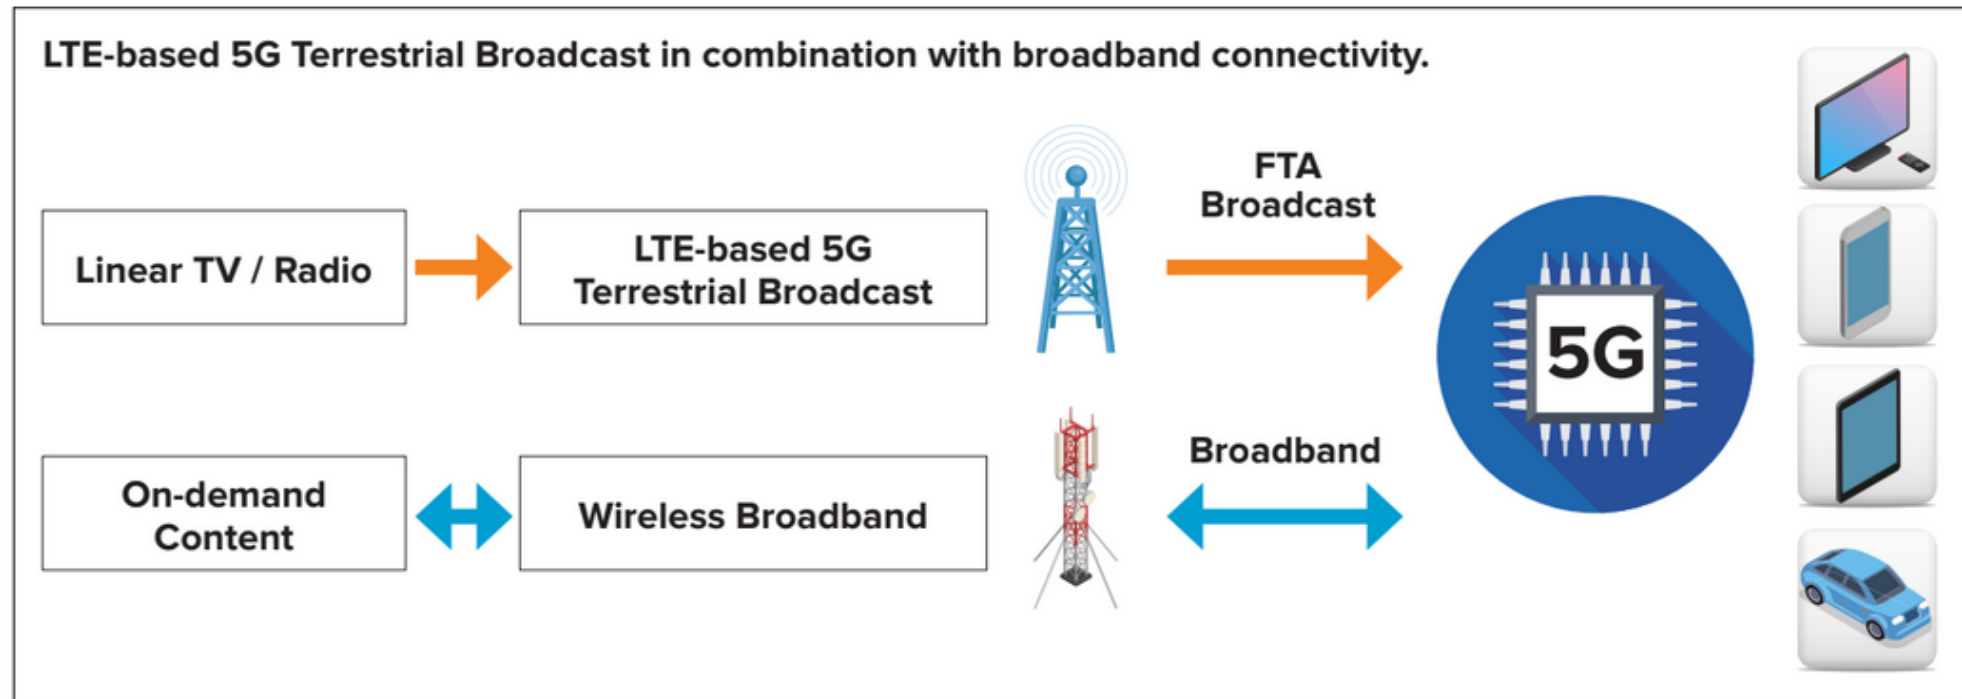 LTE-based 5G Terrestrial Broadcast in combination with broadband connectivity.
Linear TV / Radio
LTE-based 5G
Terrestrial Broadcast
FTA
Broadcast
5G
On-demand
Content
Wireless Broadband
Broadband